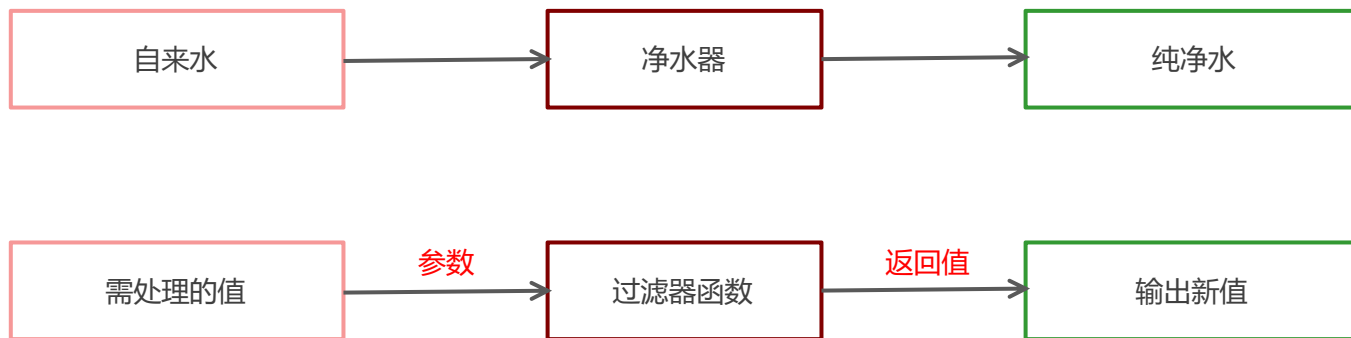 自来水
净水器
纯净水
参数
返回值
需处理的值
过滤器函数
输出新值